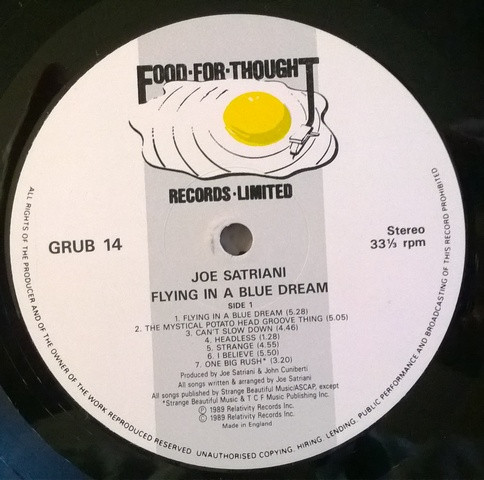 FOOD·FOR·THOUGHT
RECORDS·LIMITED
GRUB 14
Stereo
33⅓ rpm
JOE SATRIANI
FLYING IN A BLUE DREAM
SIDE 1
1. FLYING IN A BLUE DREAM (5.28)
2. THE MYSTICAL POTATO HEAD GROOVE THING (5.05)
3. CAN'T SLOW DOWN (4.46)
4. HEADLESS (1.28)
5. STRANGE (4.55)
6. I BELIEVE (5.50)
7. ONE BIG RUSH* (3.20)
Produced by Joe Satriani & John Cuniberti
All songs written & arranged by Joe Satriani
All songs published by Strange Beautiful Music/ASCAP, except
*Strange Beautiful Music & T C F Music Publishing Inc.
Ⓟ 1989 Relativity Records Inc.
© 1989 Relativity Records Inc.
Made in England
ALL RIGHTS OF THE PRODUCER AND OF THE OWNER OF THE WORK REPRODUCED RESERVED. UNAUTHORISED COPYING, HIRING, LENDING, PUBLIC PERFORMANCE AND BROADCASTING OF THIS RECORD PROHIBITED